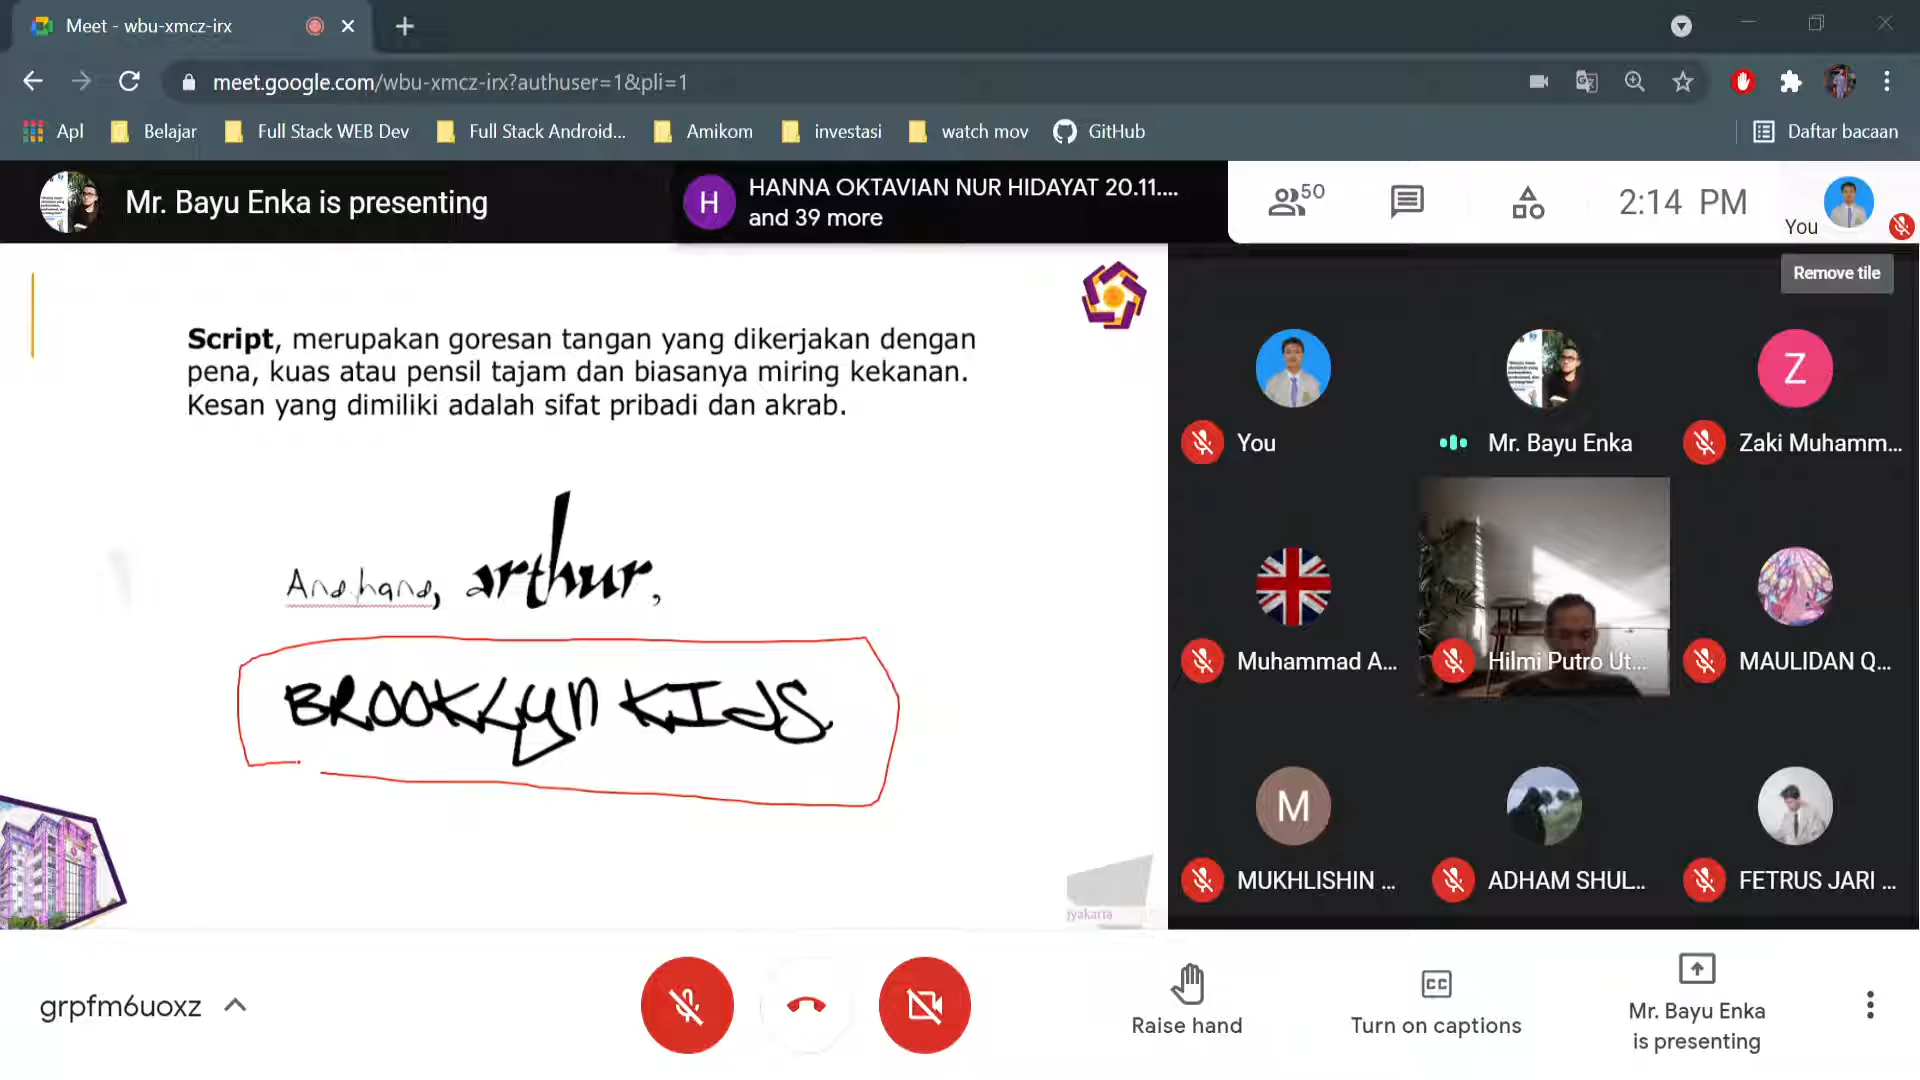 Meet - wbu-xmcz-irx
meet.google.com/wbu-xmcz-irx?authuser=1&pli=1
Apl Belajar Full Stack WEB Dev Full Stack Android... Amikom investasi watch mov GitHub Daftar bacaan
Mr. Bayu Enka is presenting
H
HANNA OKTAVIAN NUR HIDAYAT 20.11....
and 39 more
50
2:14 PM
You
Remove tile
Script, merupakan goresan tangan yang dikerjakan dengan
pena, kuas atau pensil tajam dan biasanya miring kekanan.
Kesan yang dimiliki adalah sifat pribadi dan akrab.
arthur,
BROOKLYN KIDS.
yakarta
Z
You Mr. Bayu Enka Zaki Muhamm...
Muhammad A... Hilmi Putro Ut... MAULIDAN Q...
M
MUKHLISHIN ... ADHAM SHUL... FETRUS JARI ...
grpfm6uoxz
Raise hand
CC
Turn on captions
Mr. Bayu Enka
is presenting